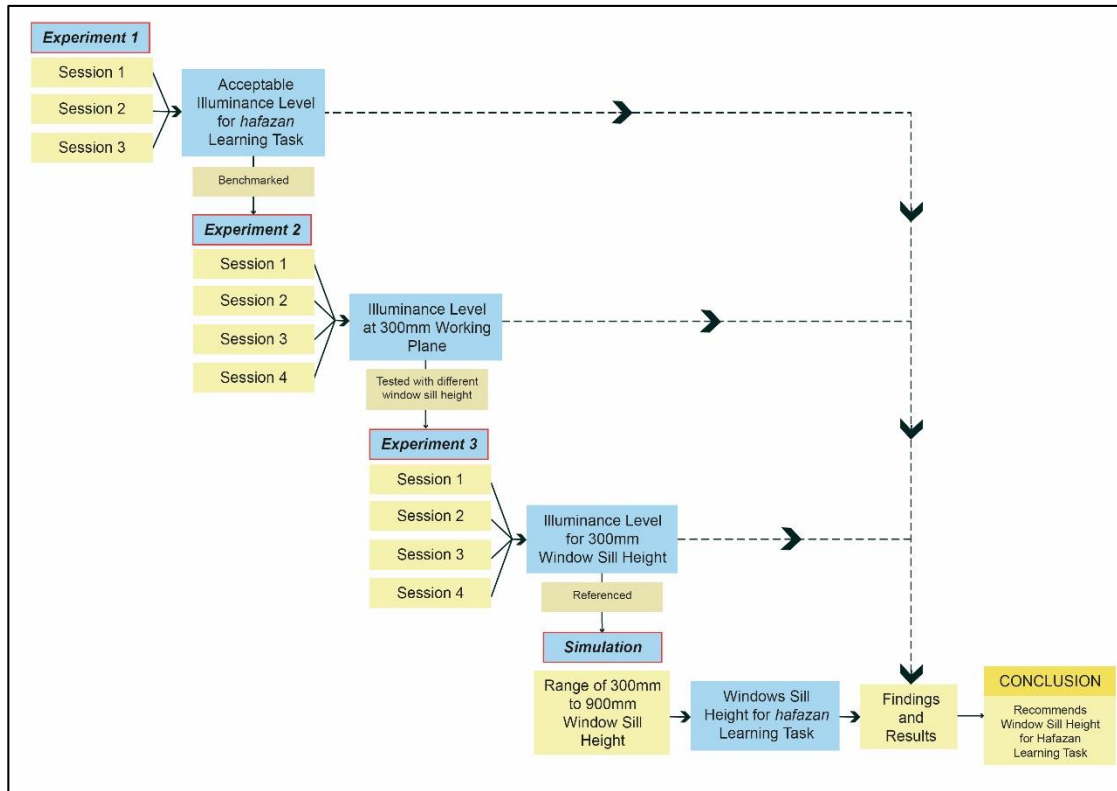 Experiment 1
Session 1
Session 2
Session 3
Acceptable
Illuminance Level
for hafazan
Learning Task
Benchmarked
Experiment 2
Session 1
Session 2
Session 3
Session 4
Illuminance Level
at 300mm Working
Plane
Tested with different
window sill height
Experiment 3
Session 1
Session 2
Session 3
Session 4
Illuminance Level
for 300mm
Window Sill Height
Referenced
Simulation
Range of 300mm
to 900mm
Window Sill
Height
Windows Sill
Height for hafazan
Learning Task
Findings
and
Results
CONCLUSION
Recommends
Window Sill Height
for Hafazan
Learning Task